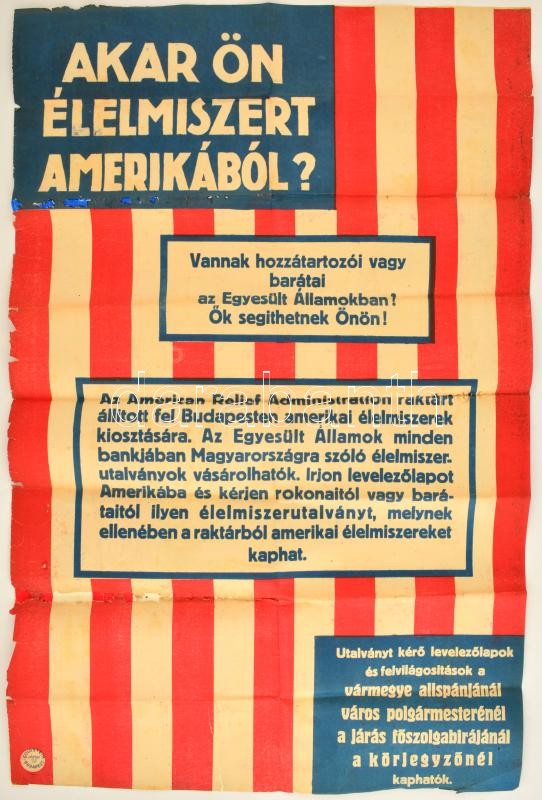 AKAR ÖN
ÉLELMISZERT
AMERIKÁBÓL?
Vannak hozzátartozói vagy
barátai
az Egyesült Államokban?
Ők segithetnek Önön!
Az American Relief Administration raktárt
állított fel Budapesten amerikai élelmiszerek
kiosztására. Az Egyesült Államok minden
bankjában Magyarországra szóló élelmiszer-
utalványok vásárolhatók. Irjon levelezőlapot
Amerikába és kérjen rokonaitól vagy bará-
taitól ilyen élelmiszerutalványt, melynek
ellenében a raktárból amerikai élelmiszereket
kaphat.
Utalványt kérő levelezőlapok
és felvilágositások a
vármegye alispánjánál
város polgármesterénél
a járás főszolgabirájánál
a körjegyzőnél
kaphatók.
BUDAPEST
darabanth